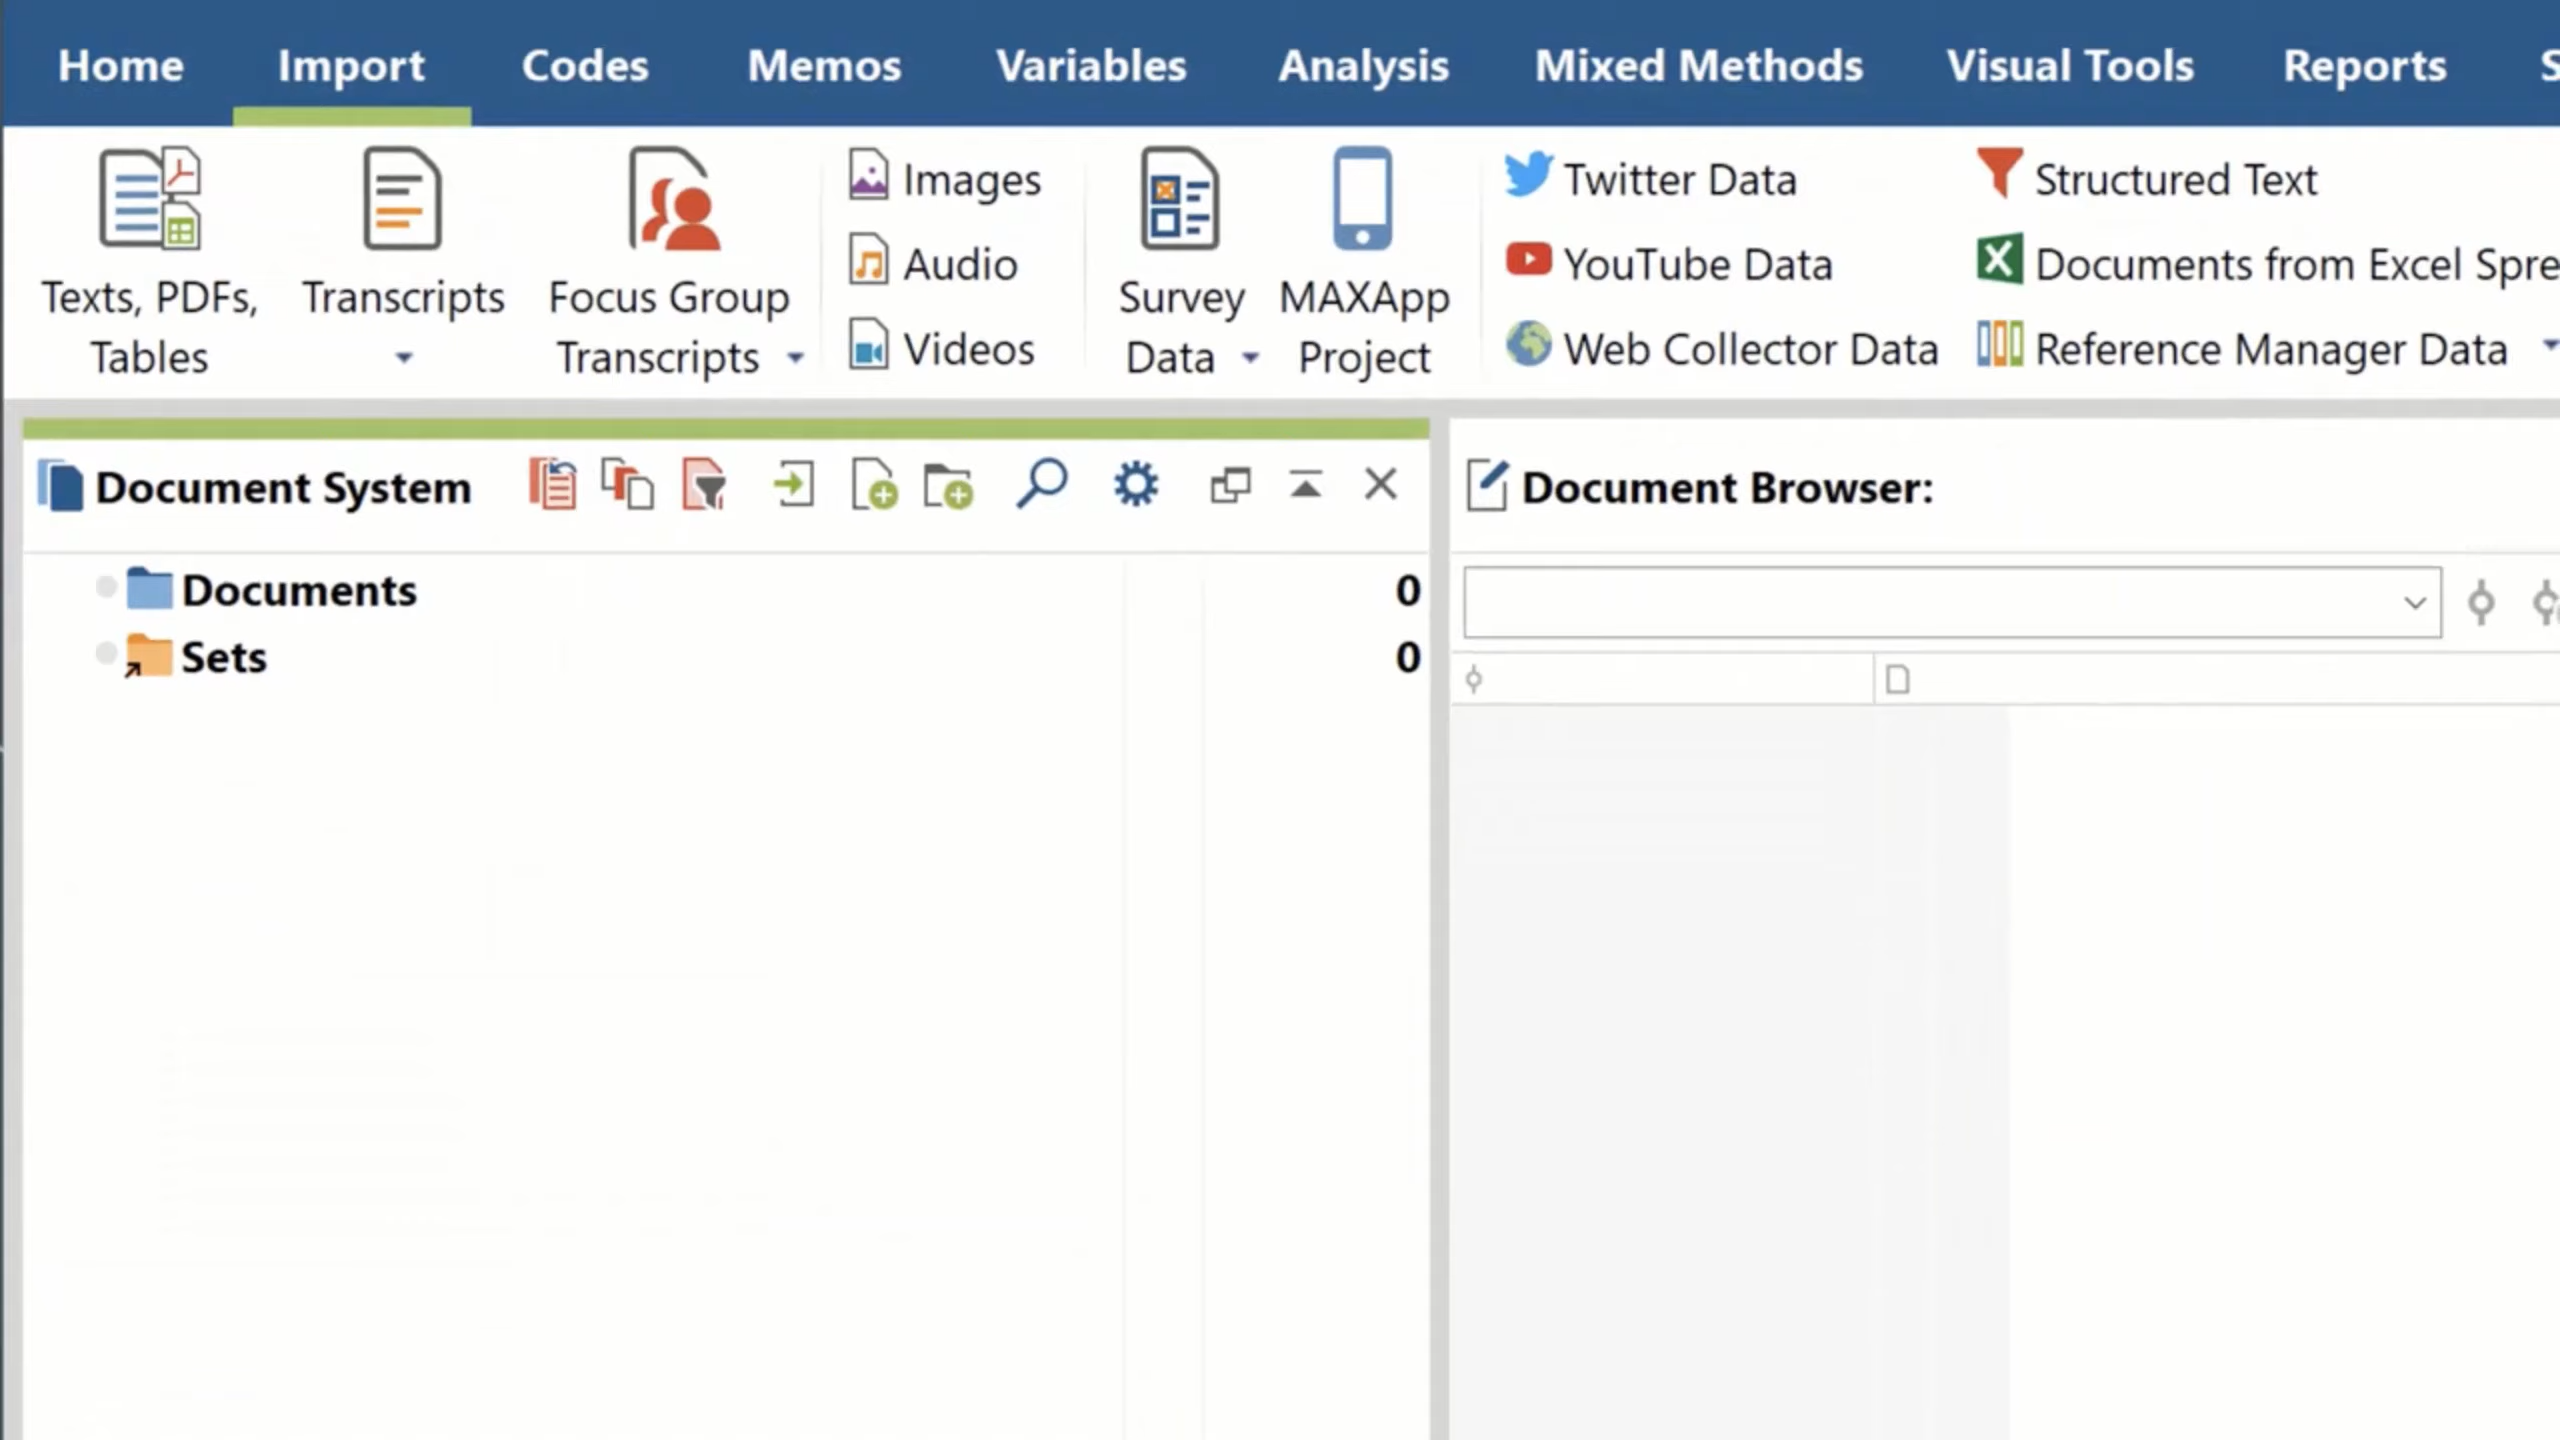 Home Import Codes Memos Variables Analysis Mixed Methods Visual Tools Reports S
Texts, PDFs,
Tables
Transcripts
Focus Group
Transcripts
Images
Audio
Videos
Survey
Data
MAXApp
Project
Twitter Data
YouTube Data
Web Collector Data
Structured Text
Documents from Excel Spre
Reference Manager Data
Document System
Documents 0
Sets 0
Document Browser: